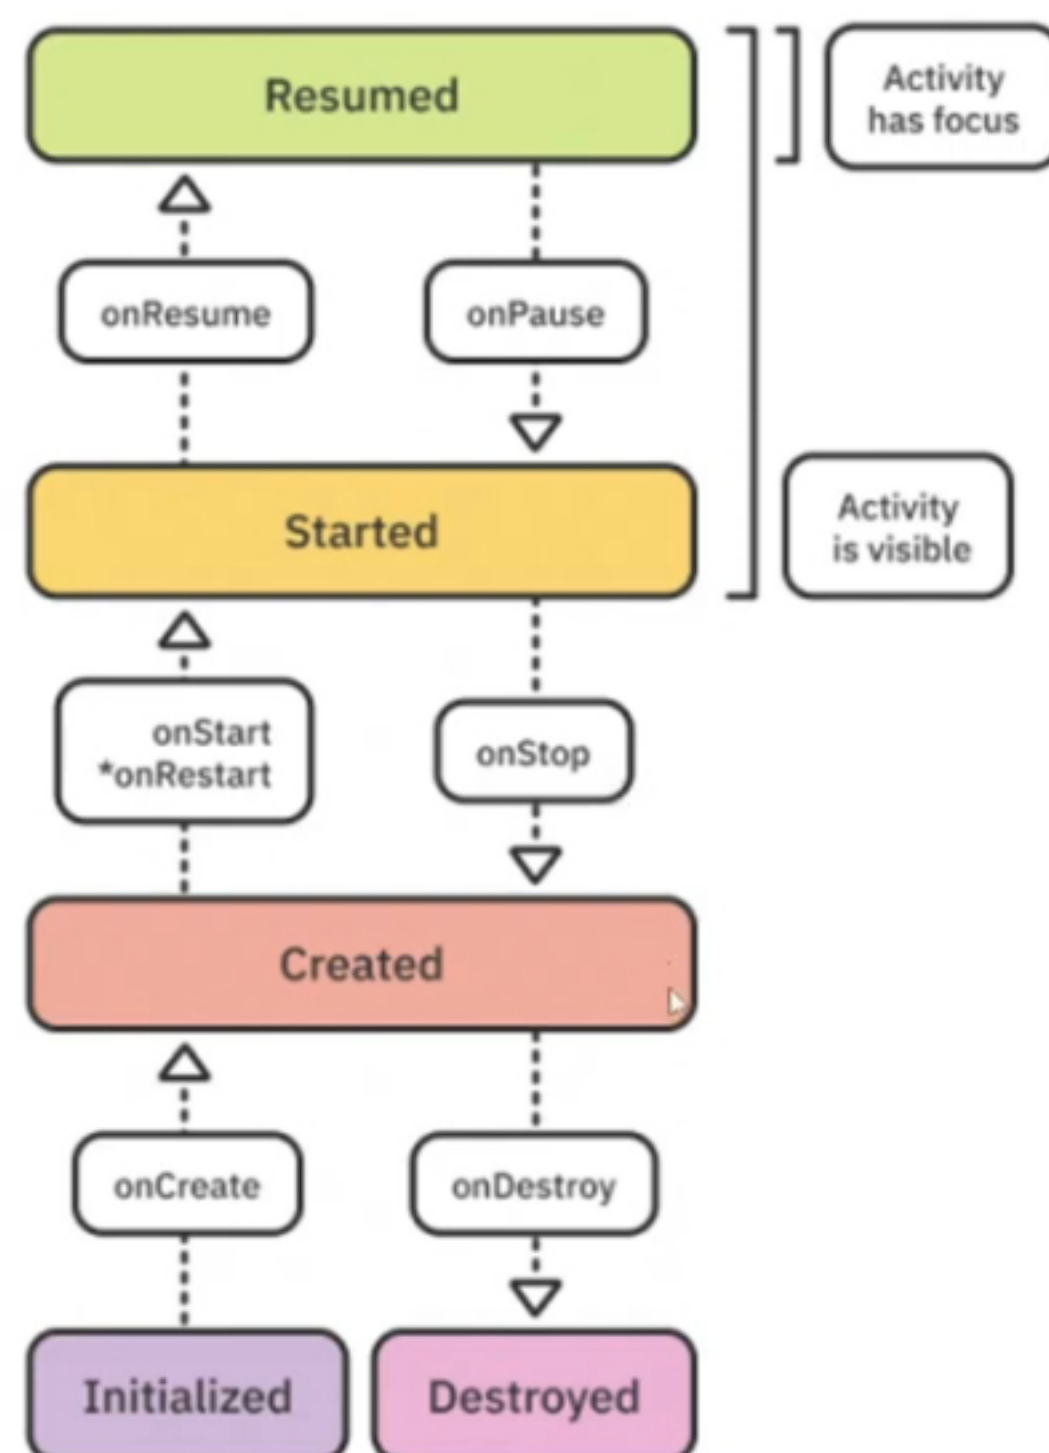 Resumed
Activity
has focus
onResume
onPause
Started
Activity
is visible
onStart
*onRestart
onStop
Created
onCreate
onDestroy
Initialized
Destroyed